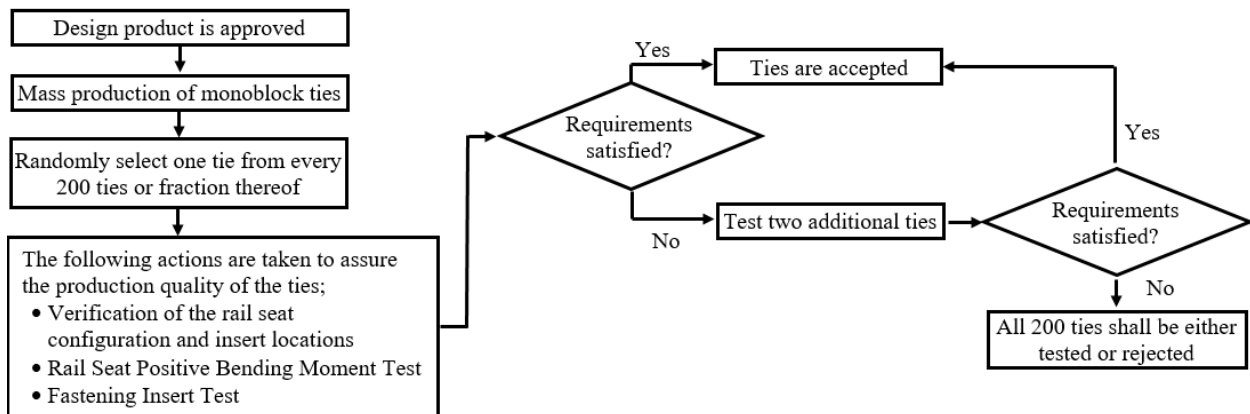 Design product is approved
Mass production of monoblock ties
Randomly select one tie from every
200 ties or fraction thereof
The following actions are taken to assure
the production quality of the ties;
• Verification of the rail seat
configuration and insert locations
• Rail Seat Positive Bending Moment Test
• Fastening Insert Test
Requirements
satisfied?
Yes
Ties are accepted
No
Test two additional ties
Requirements
satisfied?
Yes
No
All 200 ties shall be either
tested or rejected